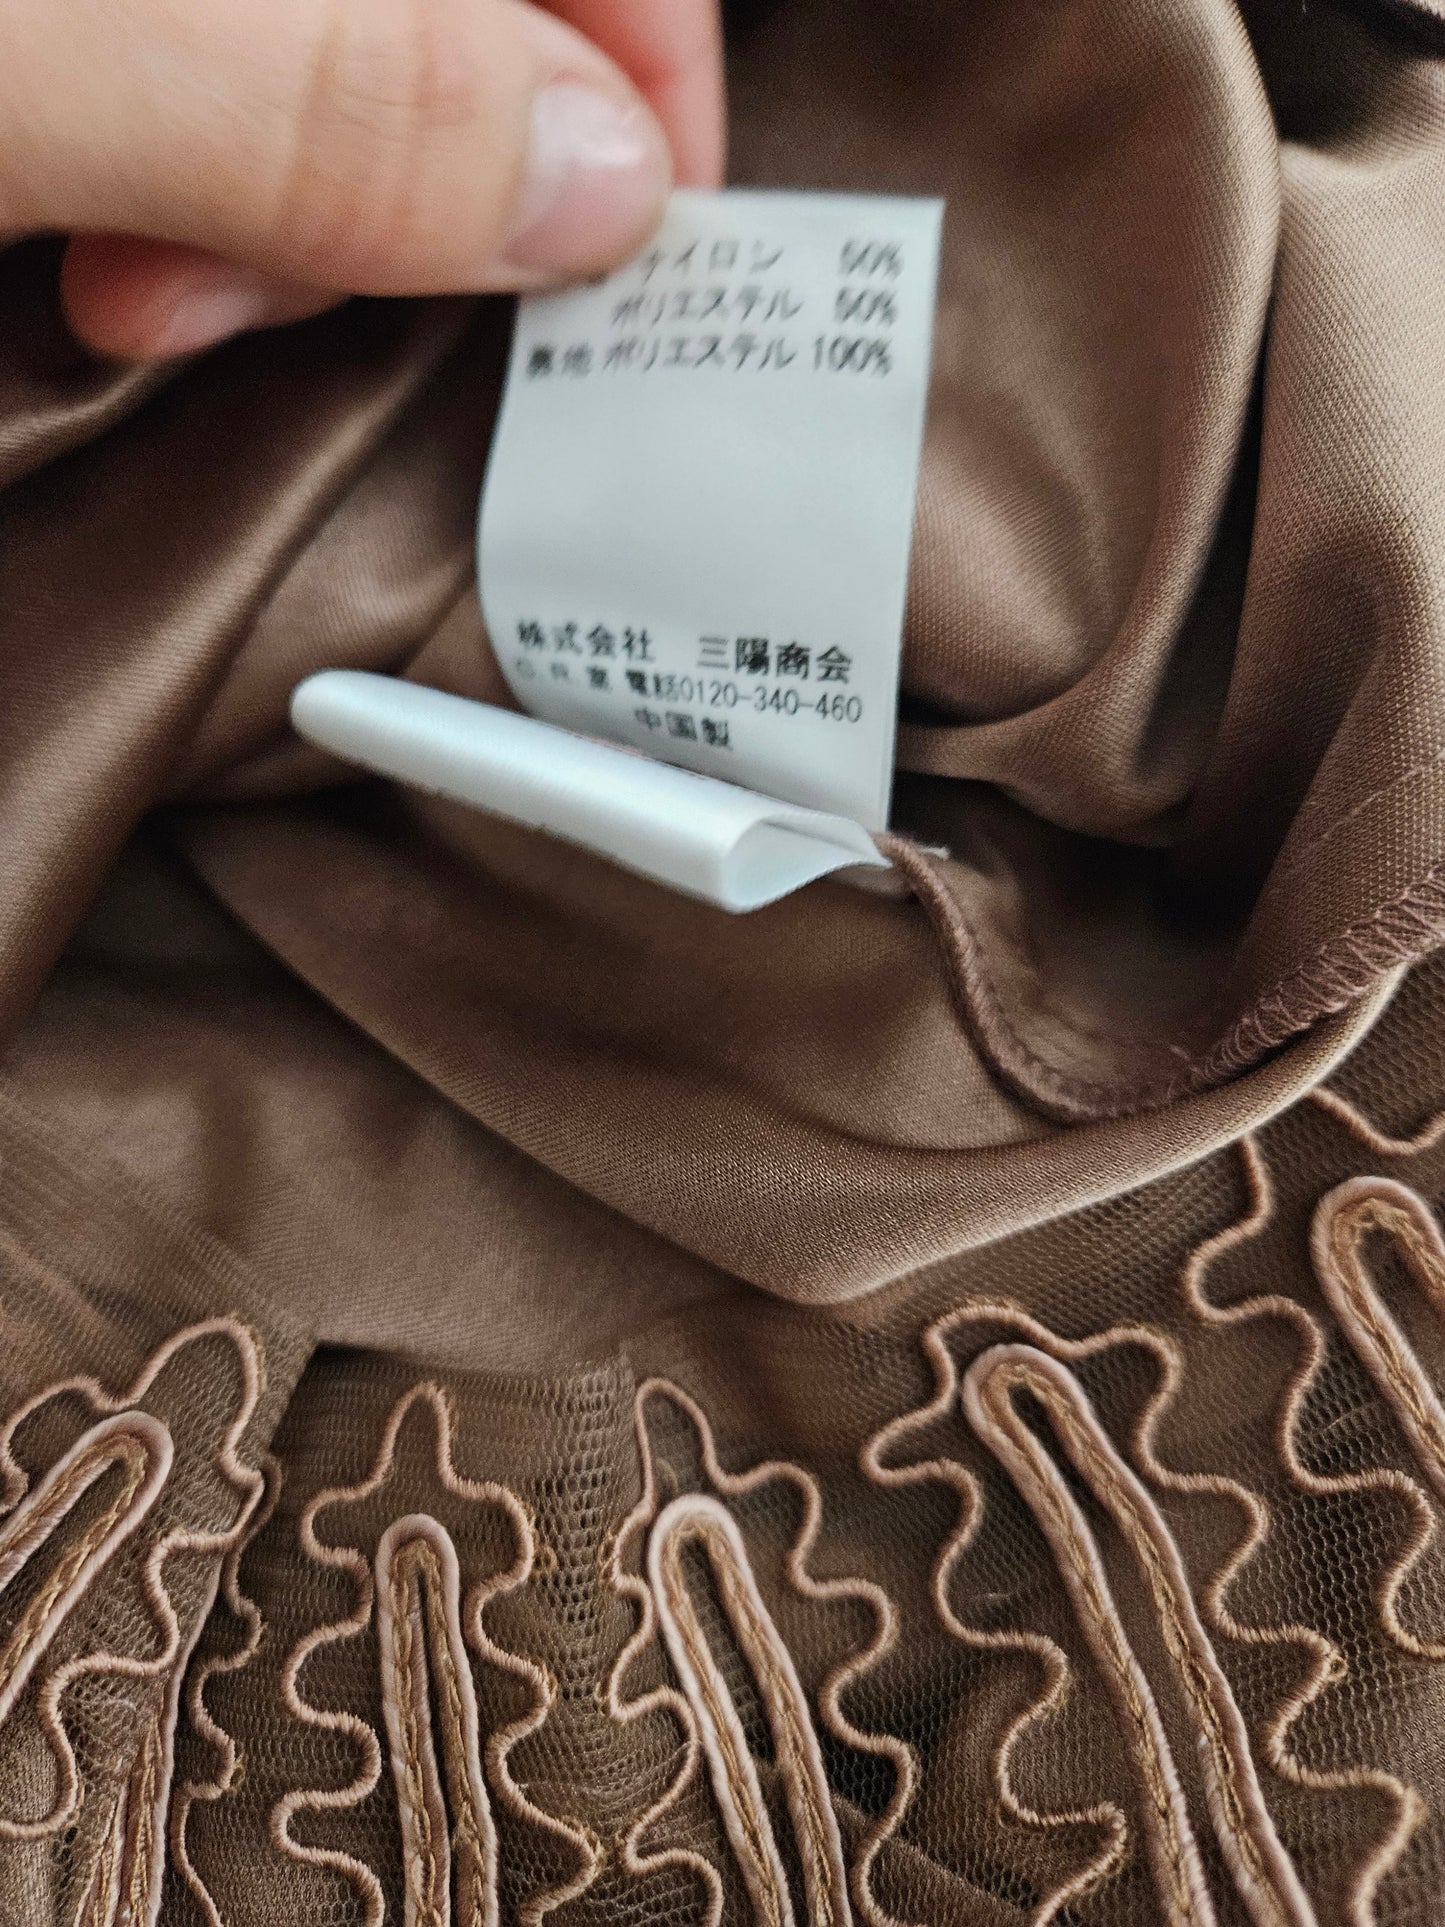 ナイロン 50%
ポリエステル 50%
裏地 ポリエステル 100%
株式会社 三陽商会
C.R.室 電話0120-340-460
中国製